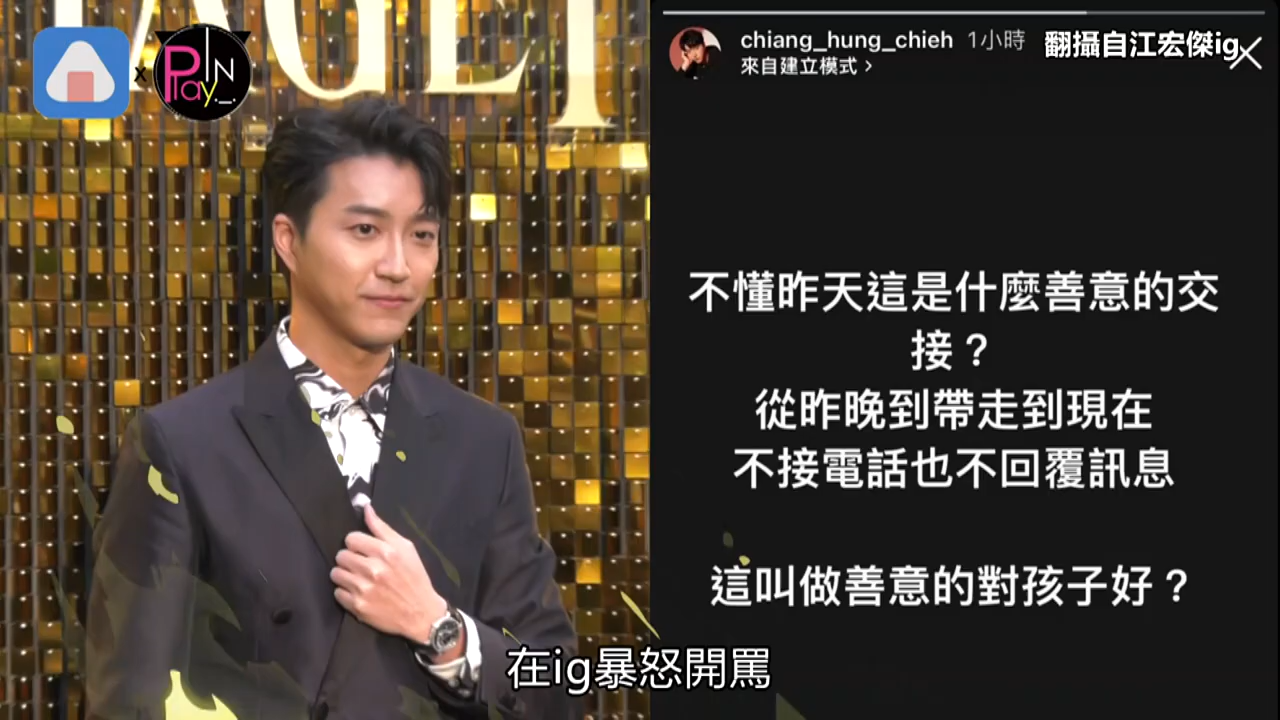 AGET
x
Play IN
chiang_hung_chieh 1小時
翻攝自江宏傑ig
來自建立模式 >
不懂昨天這是什麼善意的交
接？
從昨晚到帶走到現在
不接電話也不回覆訊息
這叫做善意的對孩子好？
在ig暴怒開罵